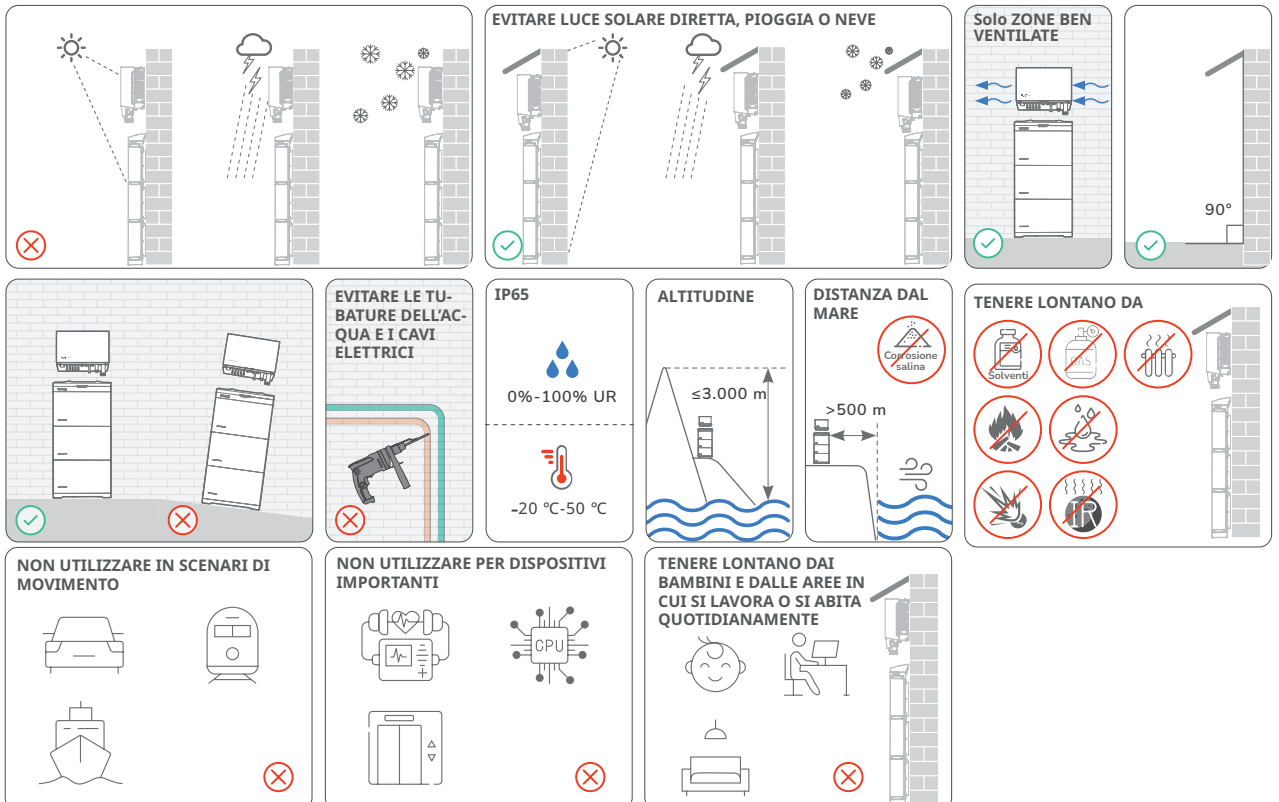 EVITARE LUCE SOLARE DIRETTA, PIOGGIA O NEVE
Solo ZONE BEN
VENTILATE
90°
EVITARE LE TU-
BATURE DELL'AC-
QUA E I CAVI
ELETTRICI
IP65
0%-100% UR
-20 ℃-50 ℃
ALTITUDINE
≤3.000 m
DISTANZA DAL
MARE
Corrosione
salina
>500 m
TENERE LONTANO DA
Solventi
GAS
IR
NON UTILIZZARE IN SCENARI DI
MOVIMENTO
NON UTILIZZARE PER DISPOSITIVI
IMPORTANTI
CPU
TENERE LONTANO DAI
BAMBINI E DALLE AREE IN
CUI SI LAVORA O SI ABITA
QUOTIDIANAMENTE